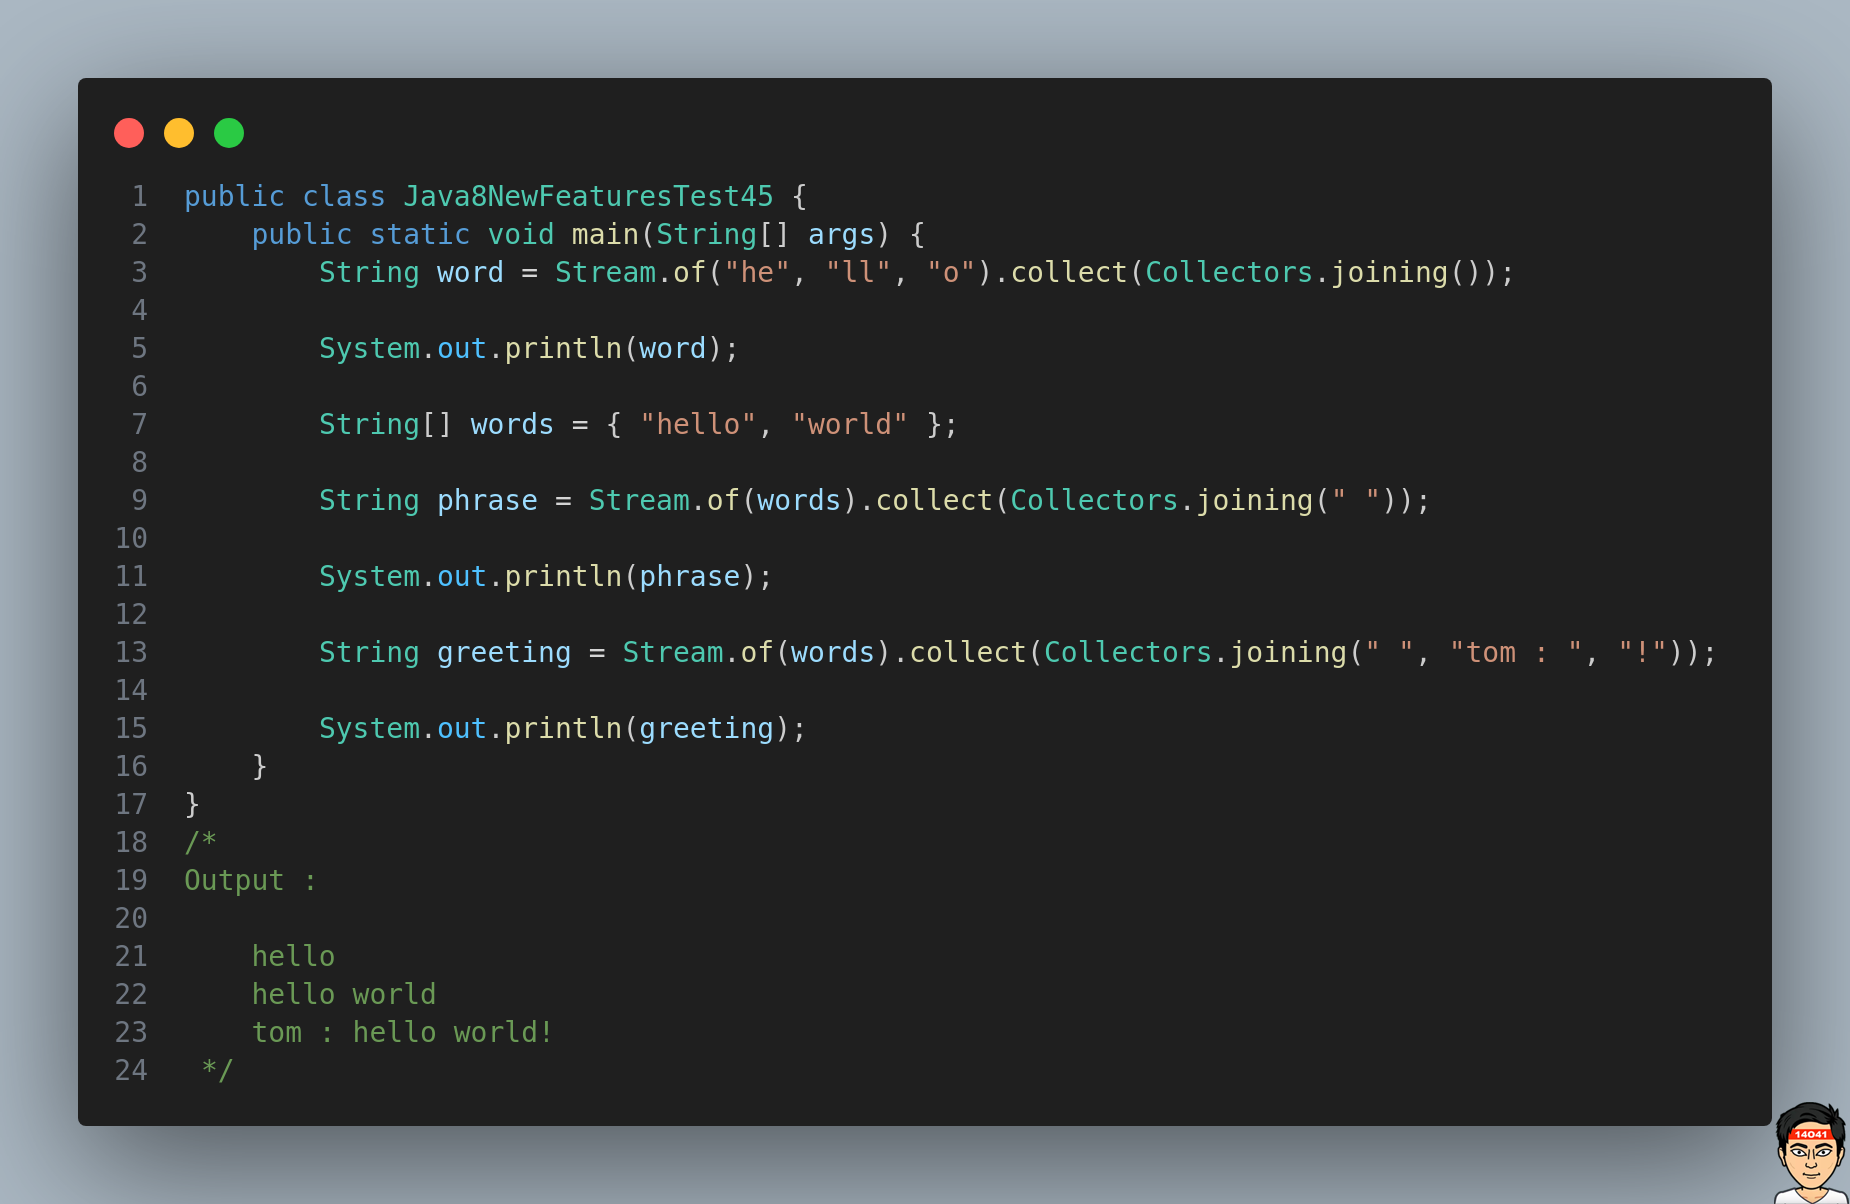 1 public class Java8NewFeaturesTest45 {
2     public static void main(String[] args) {
3         String word = Stream.of("he", "ll", "o").collect(Collectors.joining());
4
5         System.out.println(word);
6
7         String[] words = { "hello", "world" };
8
9         String phrase = Stream.of(words).collect(Collectors.joining(" "));
10
11         System.out.println(phrase);
12
13         String greeting = Stream.of(words).collect(Collectors.joining(" ", "tom : ", "!"));
14
15         System.out.println(greeting);
16     }
17 }
18 /*
19 Output :
20
21     hello
22     hello world
23     tom : hello world!
24  */
14041